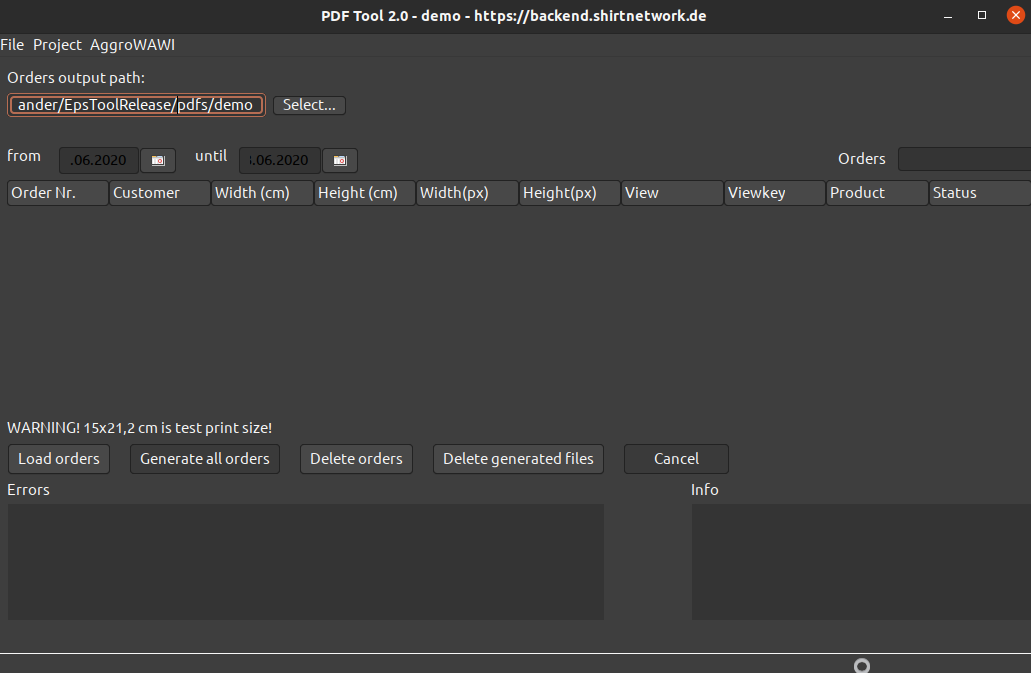 PDF Tool 2.0 - demo - https://backend.shirtnetwork.de
File Project AggroWAWI
Orders output path:
ander/EpsToolRelease/pdfs/demo Select...
from .06.2020 until .06.2020 Orders
Order Nr. Customer Width (cm) Height (cm) Width(px) Height(px) View Viewkey Product Status
WARNING! 15x21,2 cm is test print size!
Load orders Generate all orders Delete orders Delete generated files Cancel
Errors Info